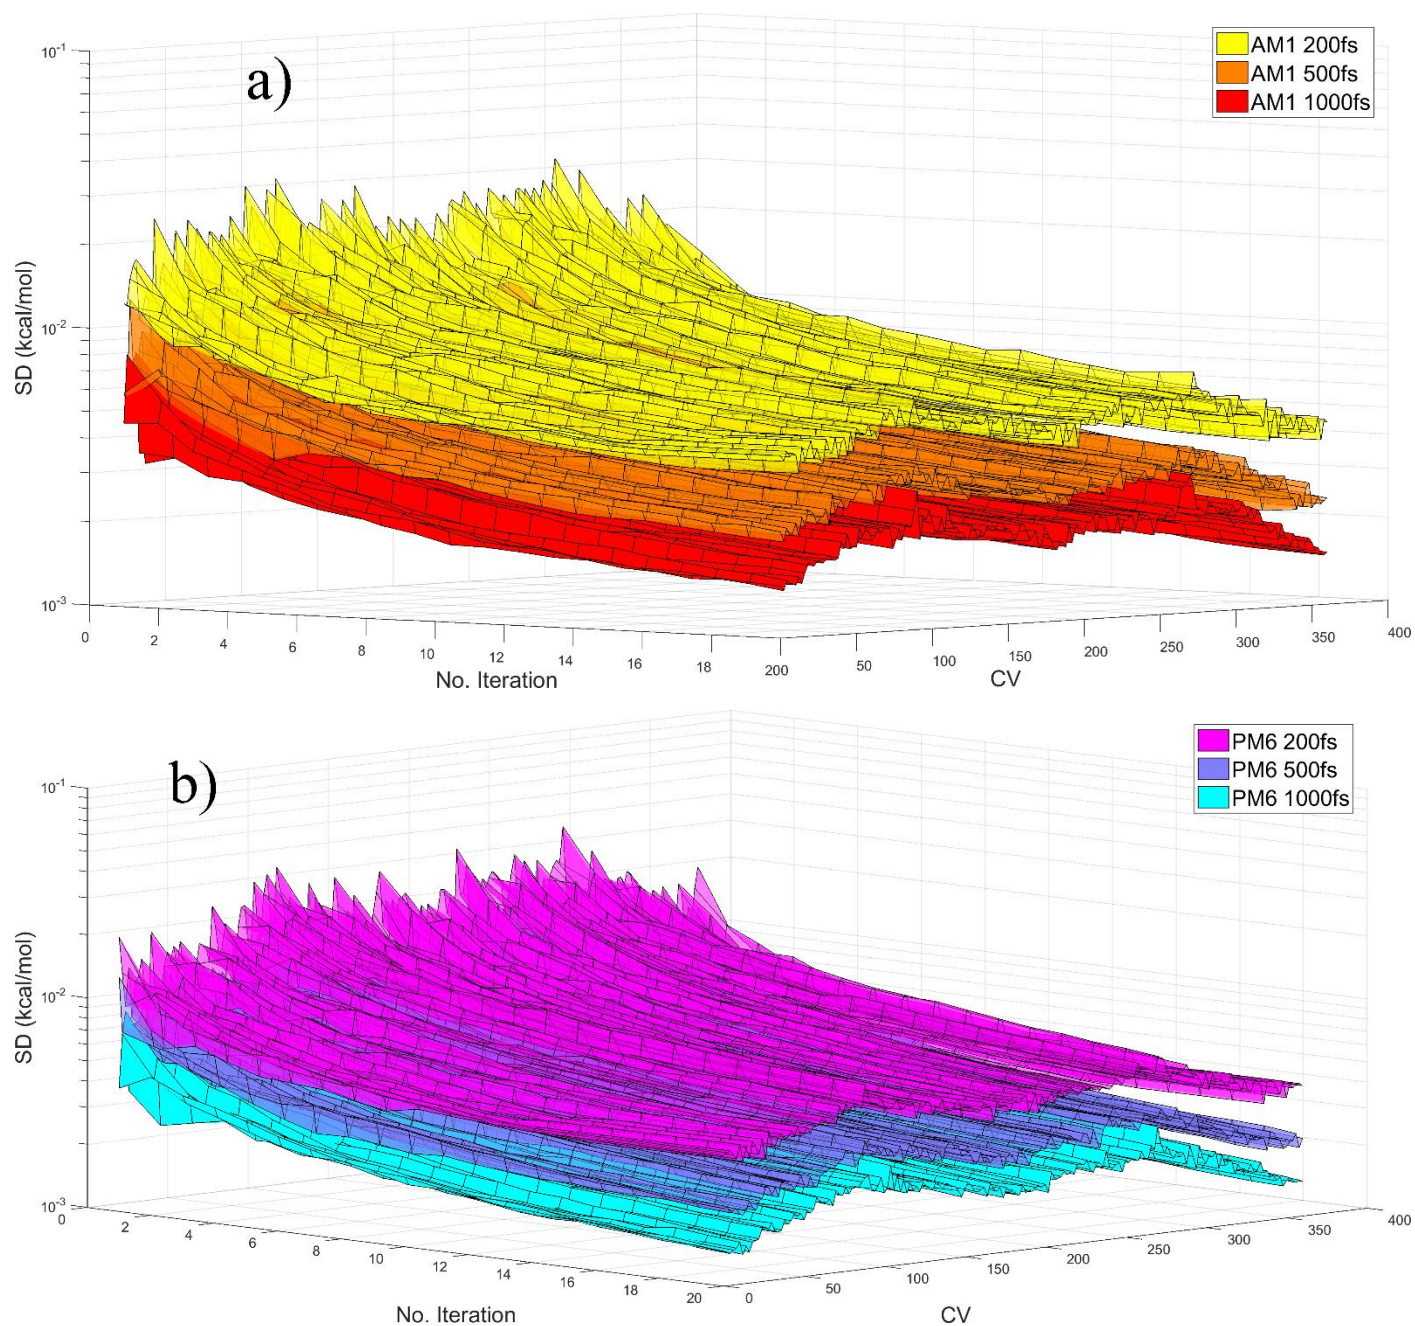 a)
AM1 200fs
AM1 500fs
AM1 1000fs
10-1
10-2
10-3
SD (kcal/mol)
0 2 4 6 8 10 12 14 16 18 200 50 100 150 200 250 300 350 400
No. Iteration CV
b)
PM6 200fs
PM6 500fs
PM6 1000fs
10-1
10-2
10-3
SD (kcal/mol)
0 2 4 6 8 10 12 14 16 18 20 0 50 100 150 200 250 300 350 400
No. Iteration CV